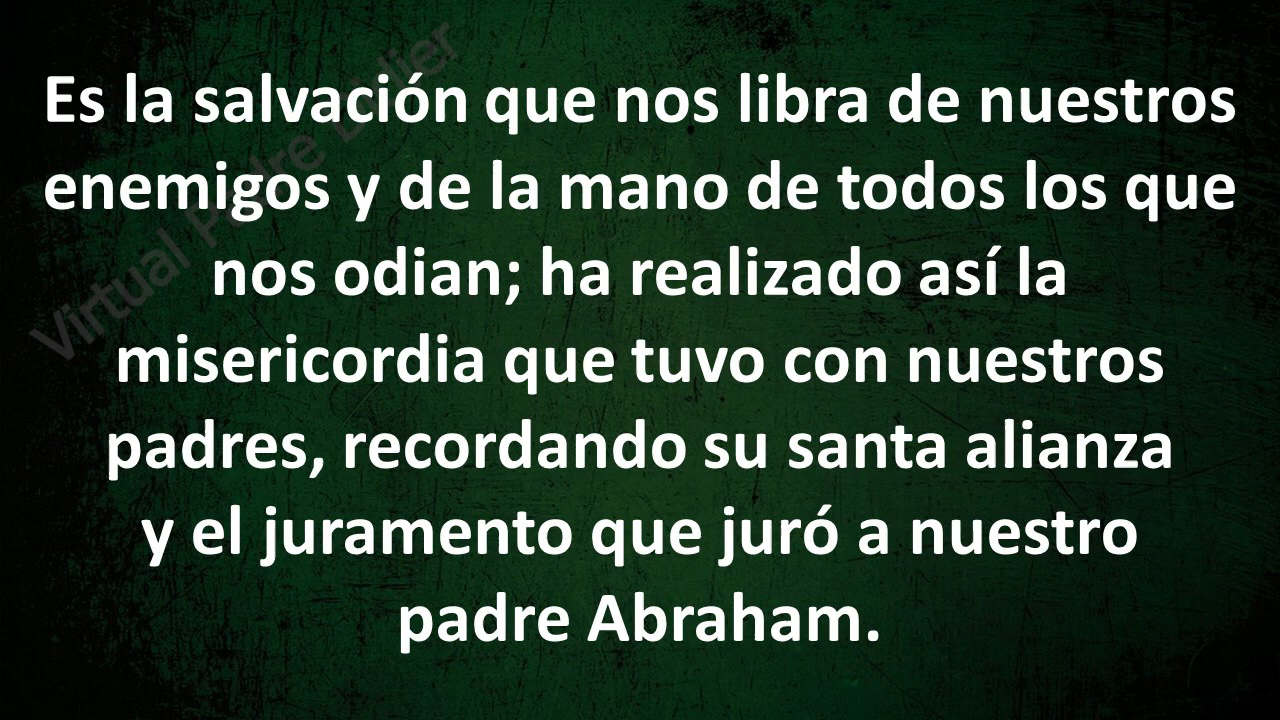 Es la salvación que nos libra de nuestros
enemigos y de la mano de todos los que
nos odian; ha realizado así la
misericordia que tuvo con nuestros
padres, recordando su santa alianza
y el juramento que juró a nuestro
padre Abraham.
Virtual Padre Didier